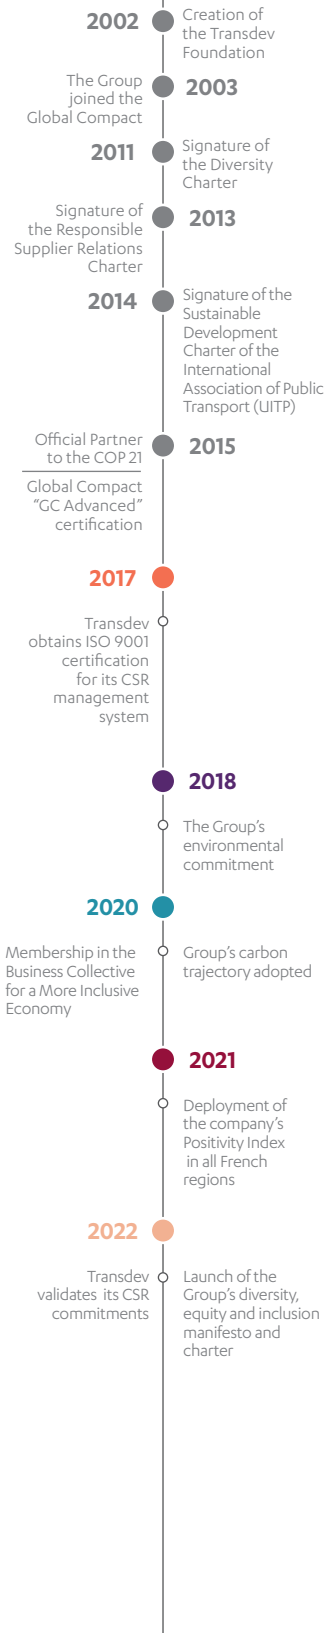 2002
Creation of
the Transdev
Foundation
The Group
joined the
Global Compact
2003
2011
Signature of
the Diversity
Charter
Signature of
the Responsible
Supplier Relations
Charter
2013
2014
Signature of the
Sustainable
Development
Charter of the
International
Association of Public
Transport (UITP)
Official Partner
to the COP 21
2015
Global Compact
“GC Advanced”
certification
2017
Transdev
obtains ISO 9001
certification
for its CSR
management
system
2018
The Group’s
environmental
commitment
2020
Membership in the
Business Collective
for a More Inclusive
Economy
Group’s carbon
trajectory adopted
2021
Deployment of
the company’s
Positivity Index
in all French
regions
2022
Transdev
validates its CSR
commitments
Launch of the
Group’s diversity,
equity and inclusion
manifesto and
charter